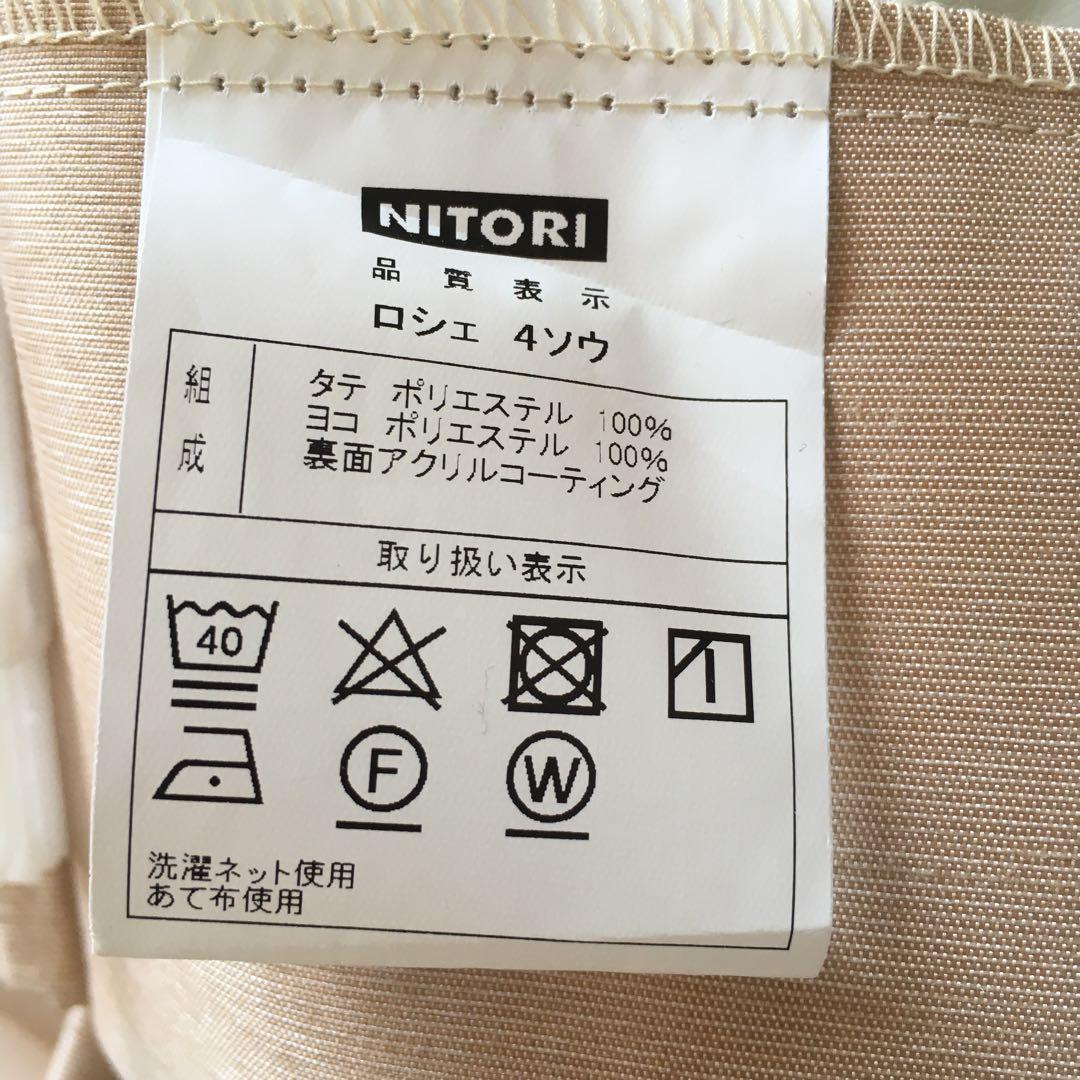 NITORI
品質表示
ロシェ 4ソウ
組成
タテ ポリエステル 100%
ヨコ ポリエステル 100%
裏面アクリルコーティング
取り扱い表示
40
F
W
洗濯ネット使用
あて布使用